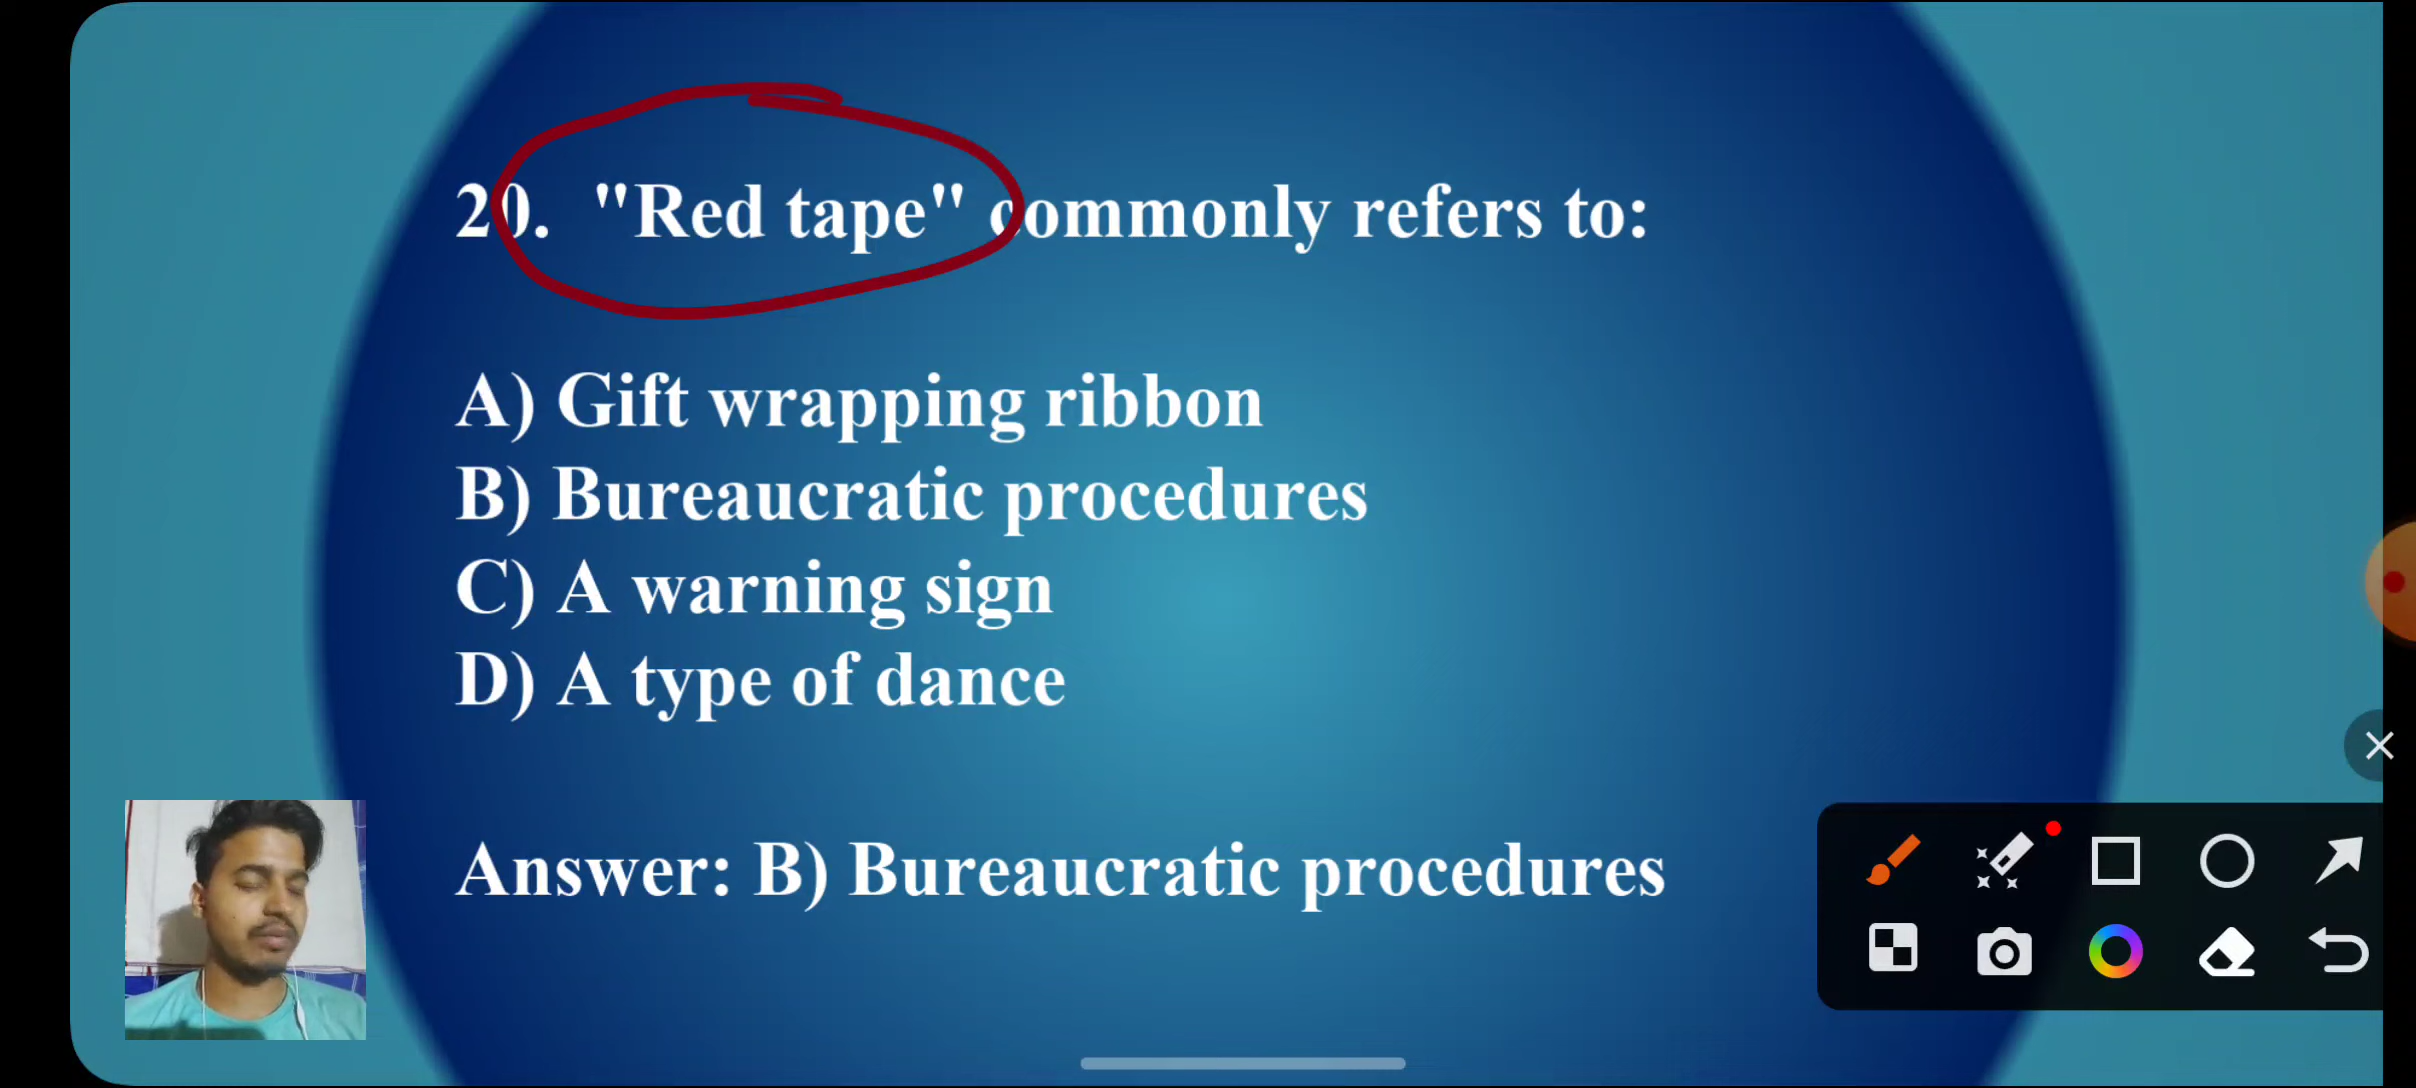 20. "Red tape" commonly refers to:
A) Gift wrapping ribbon
B) Bureaucratic procedures
C) A warning sign
D) A type of dance
Answer: B) Bureaucratic procedures